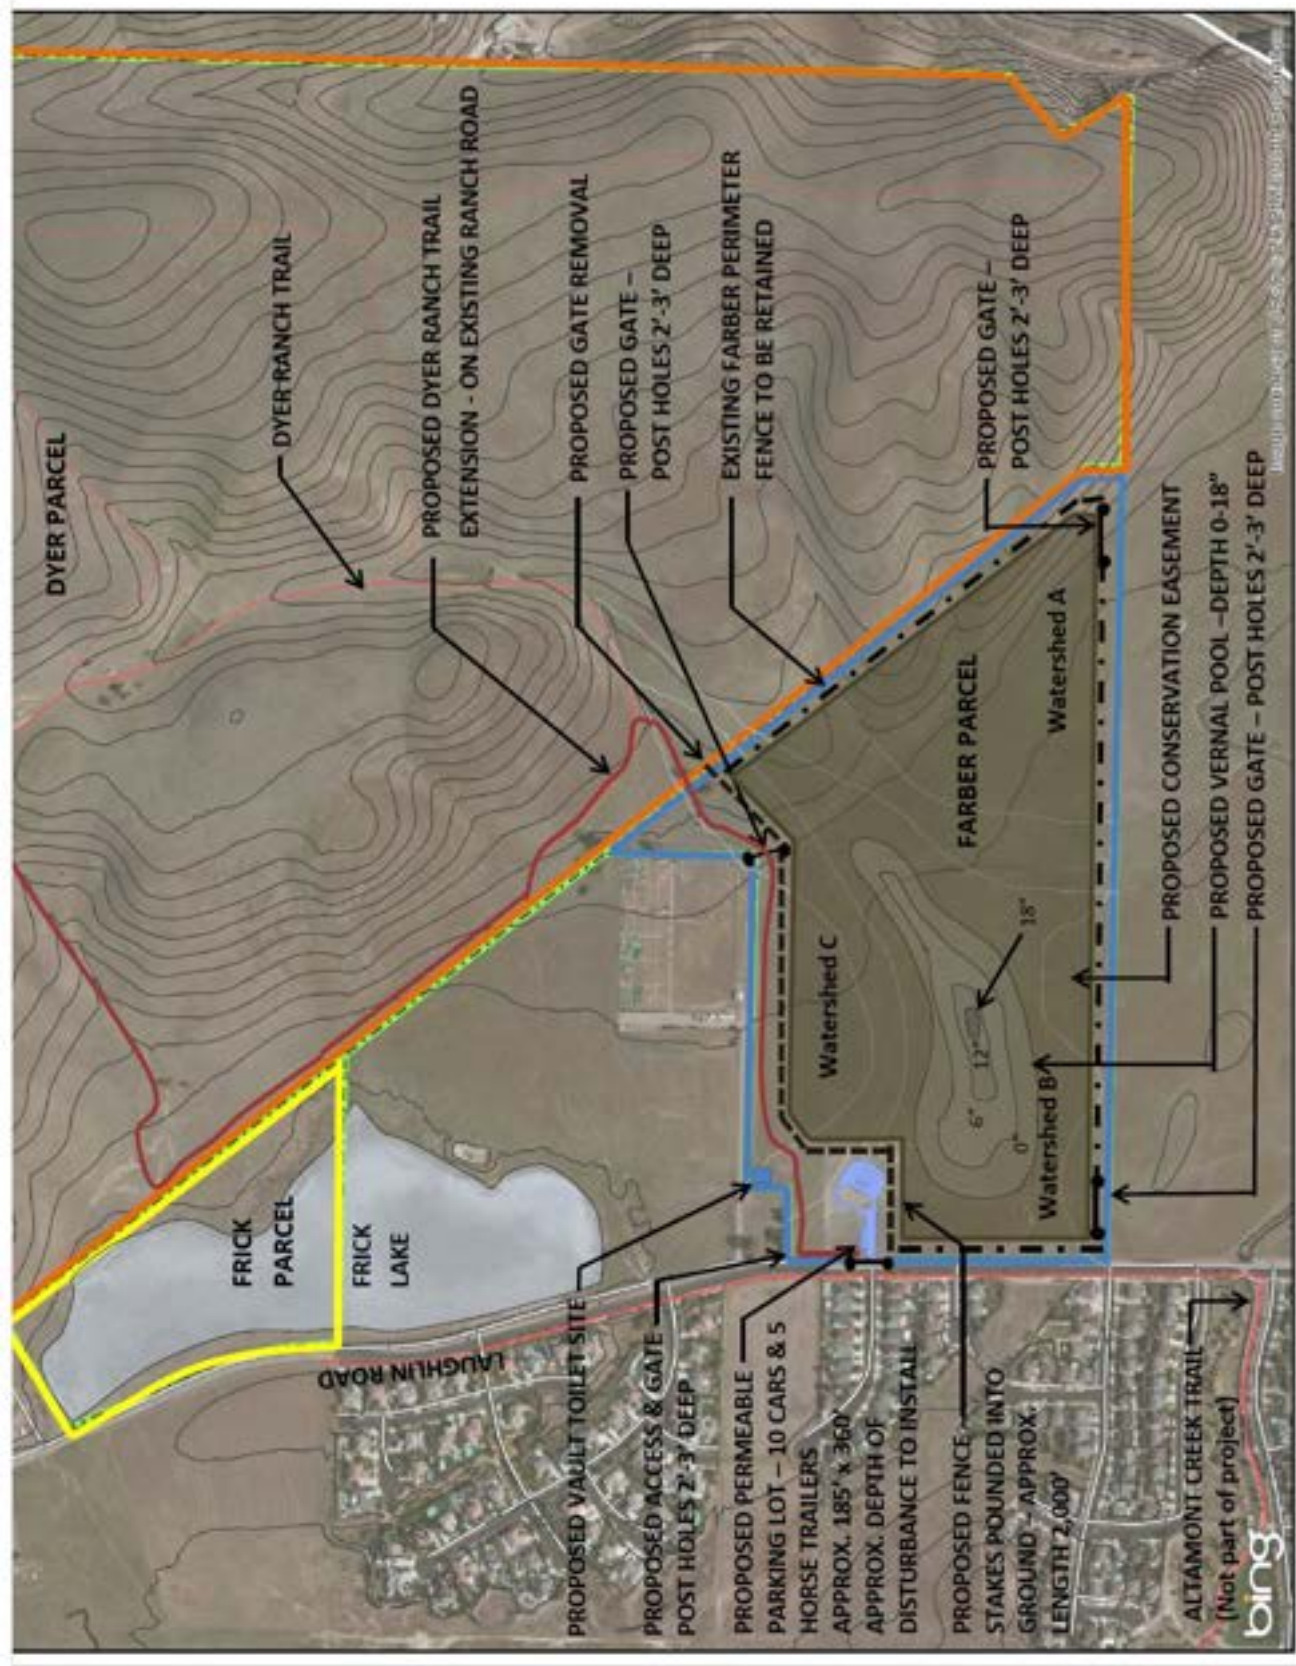 DYER PARCEL
DYER RANCH TRAIL
PROPOSED DYER RANCH TRAIL
EXTENSION - ON EXISTING RANCH ROAD
PROPOSED GATE REMOVAL
PROPOSED GATE –
POST HOLES 2'-3' DEEP
EXISTING FARBER PERIMETER
FENCE TO BE RETAINED
PROPOSED GATE –
POST HOLES 2'-3' DEEP
FRICK
PARCEL
FRICK
LAKE
LAUGHLIN ROAD
Watershed C
FARBER PARCEL
Watershed A
Watershed B
6"
12"
18"
0"
PROPOSED CONSERVATION EASEMENT
PROPOSED VERNAL POOL –DEPTH 0-18"
PROPOSED GATE – POST HOLES 2'-3' DEEP
PROPOSED VAULT TOILET SITE
PROPOSED ACCESS & GATE
POST HOLES 2'-3' DEEP
PROPOSED PERMEABLE
PARKING LOT – 10 CARS & 5
HORSE TRAILERS
APPROX. 185' x 360'
APPROX. DEPTH OF
DISTURBANCE TO INSTALL
PROPOSED FENCE
STAKES POUNDED INTO
GROUND – APPROX.
LENGTH 2,000'
ALTAMONT CREEK TRAIL
(Not part of project)
bing